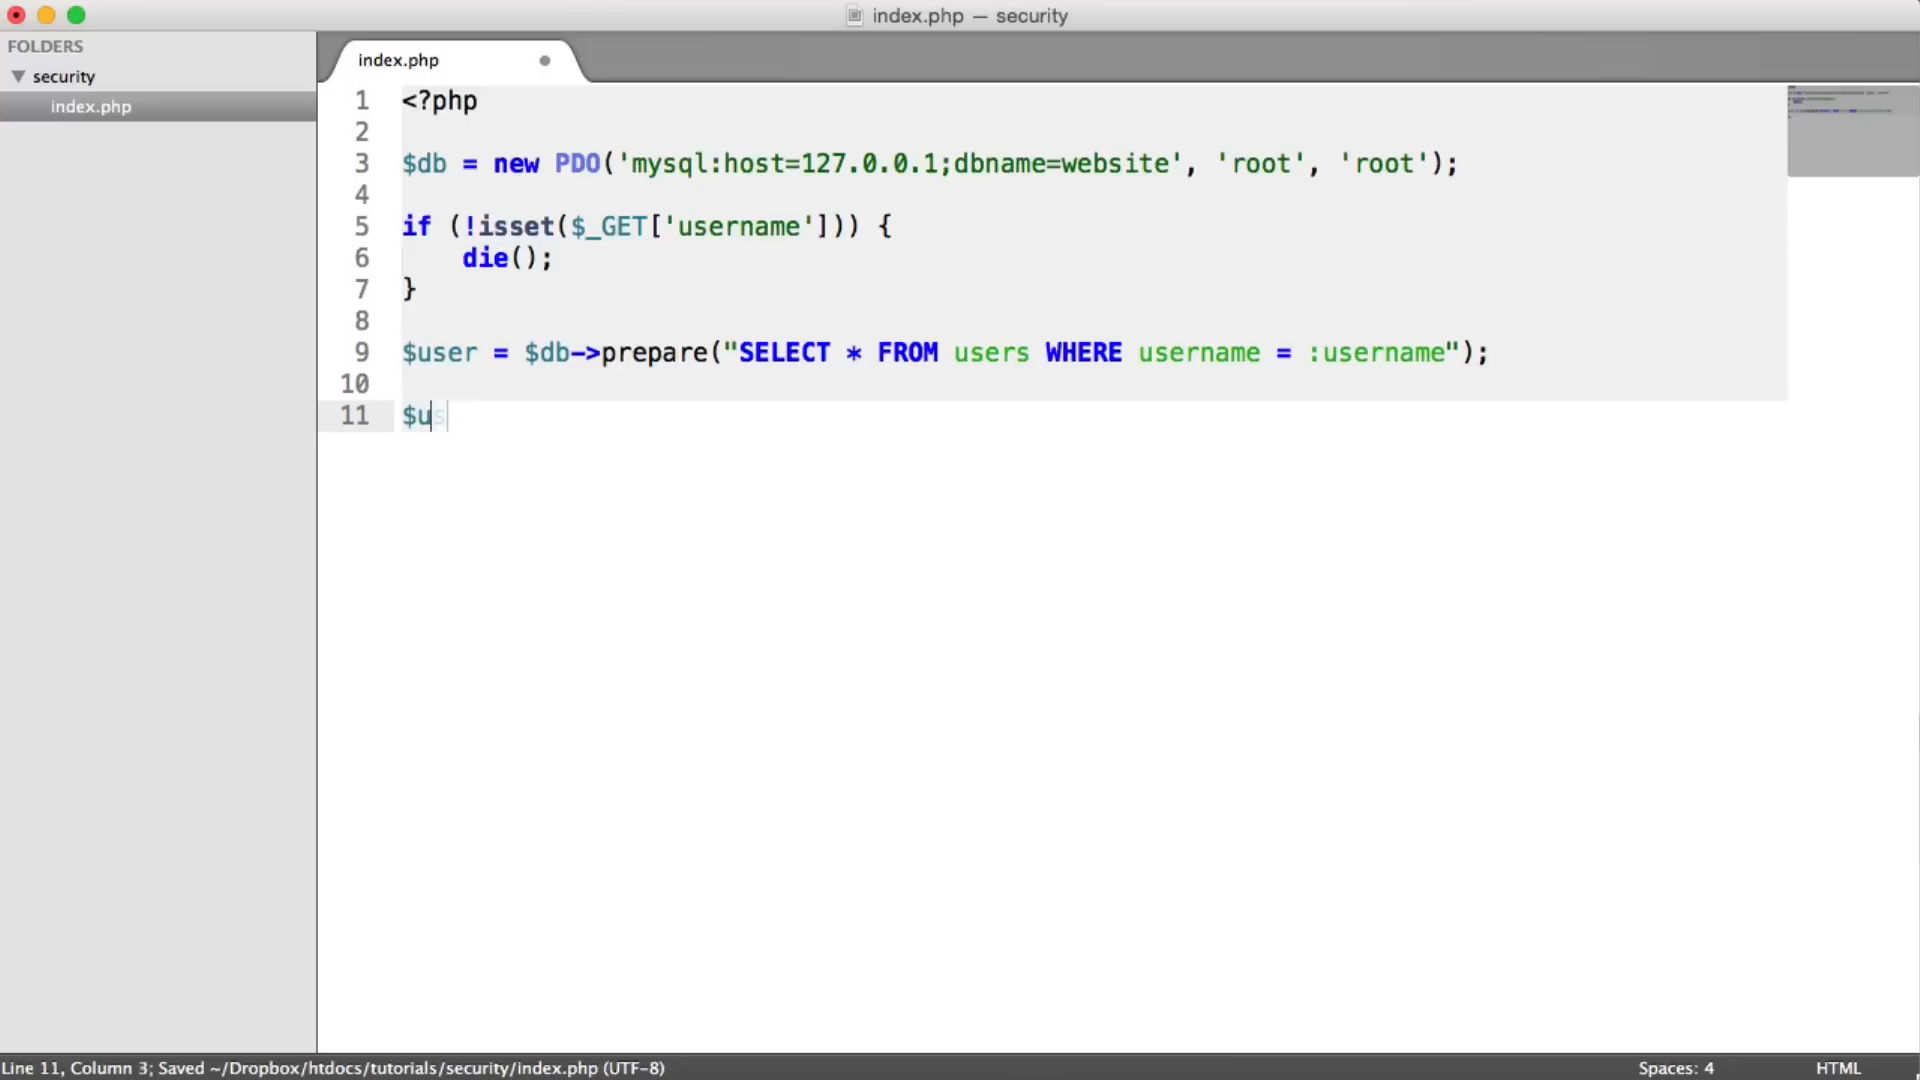 index.php — security
FOLDERS
security
index.php
index.php
1 <?php
2
3 $db = new PDO('mysql:host=127.0.0.1;dbname=website', 'root', 'root');
4
5 if (!isset($_GET['username'])) {
6 die();
7 }
8
9 $user = $db->prepare("SELECT * FROM users WHERE username = :username");
10
11 $us
Line 11, Column 3; Saved ~/Dropbox/htdocs/tutorials/security/index.php (UTF-8)
Spaces: 4
HTML